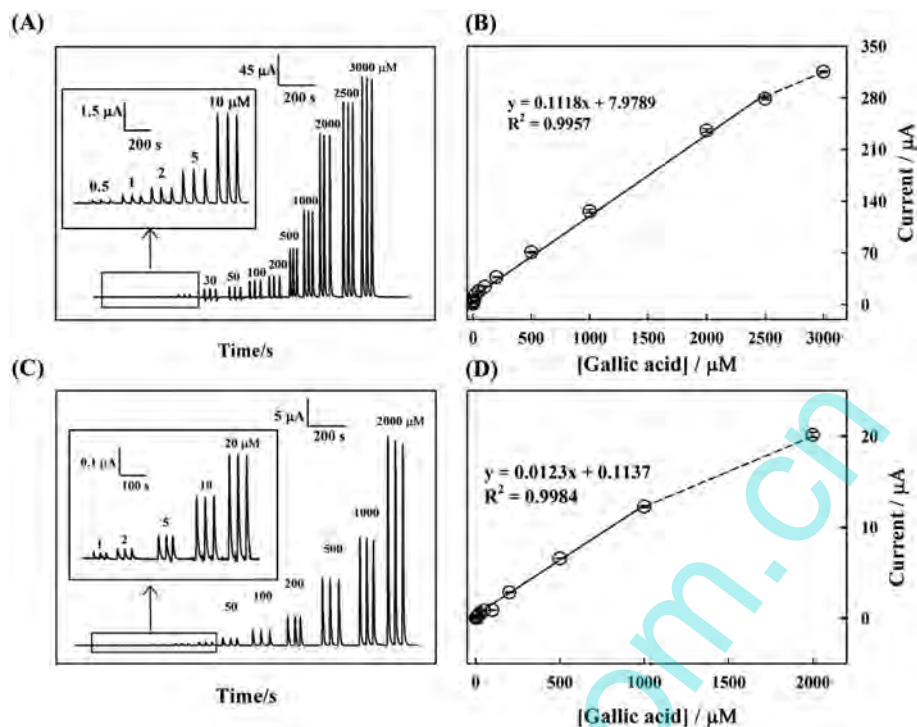 (A)
45 μA
200 s
3000 μM
2500
2000
1000
500
200
100
50
30
1.5 μA
200 s
10 μM
5
2
1
0.5
Time/s
(B)
y = 0.1118x + 7.9789
R² = 0.9957
350
280
210
140
70
0
Current / μA
0 500 1000 1500 2000 2500 3000
[Gallic acid] / μM
(C)
5 μA
200 s
2000 μM
1000
500
200
100
50
0.1 μA
100 s
20 μM
10
5
2
1
Time/s
(D)
y = 0.0123x + 0.1137
R² = 0.9984
20
10
0
Current / μA
0 500 1000 1500 2000
[Gallic acid] / μM
om.cn